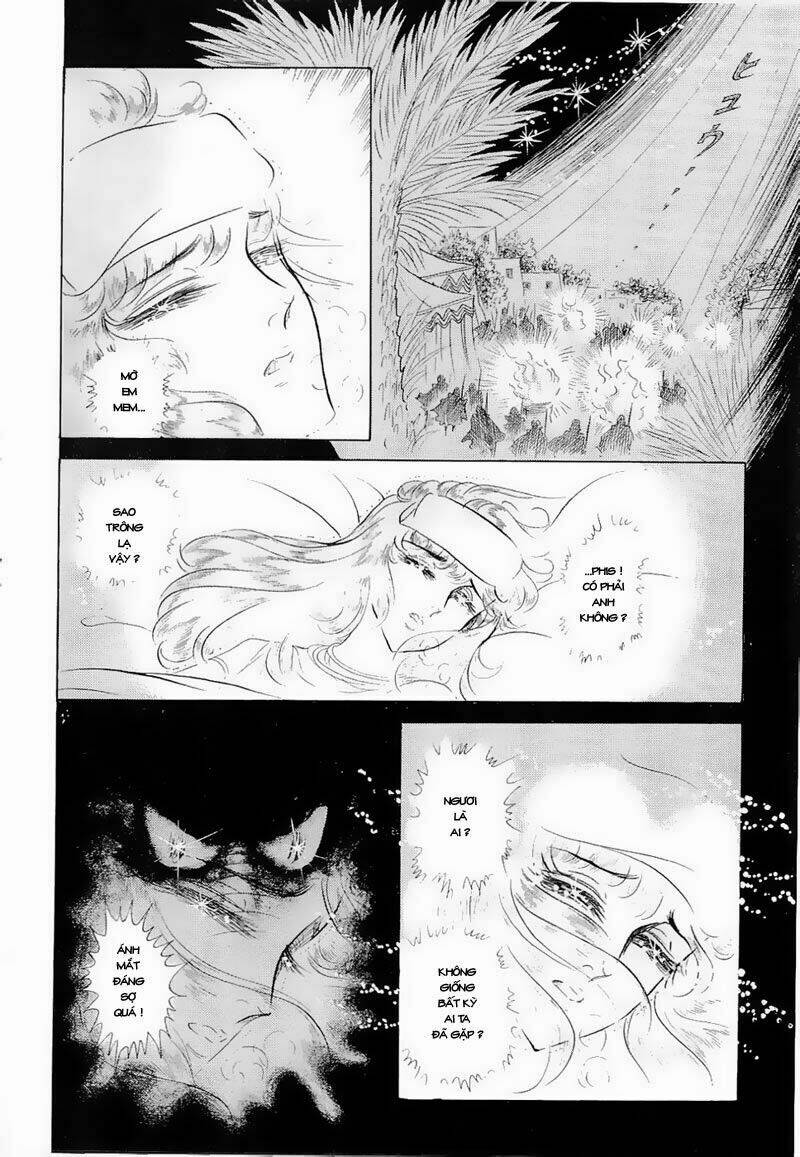 ヒュウ・・・・
MỞ
EM
MEM...
...PHIS !
CÓ PHẢI
ANH
KHÔNG ?
SAO
TRÔNG
LẠ
VẬY ?
NGƯƠI
LÀ
AI ?
KHÔNG
GIỐNG
BẤT KỲ
AI TA
ĐÃ GẶP ?
ÁNH
MẮT
ĐÁNG
SỢ
QUÁ !